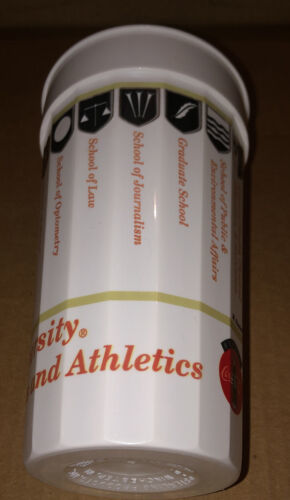 School of Optometry
School of Law
School of Journalism
Graduate School
School of Public &
Environmental Affairs
sity®
and Athletics